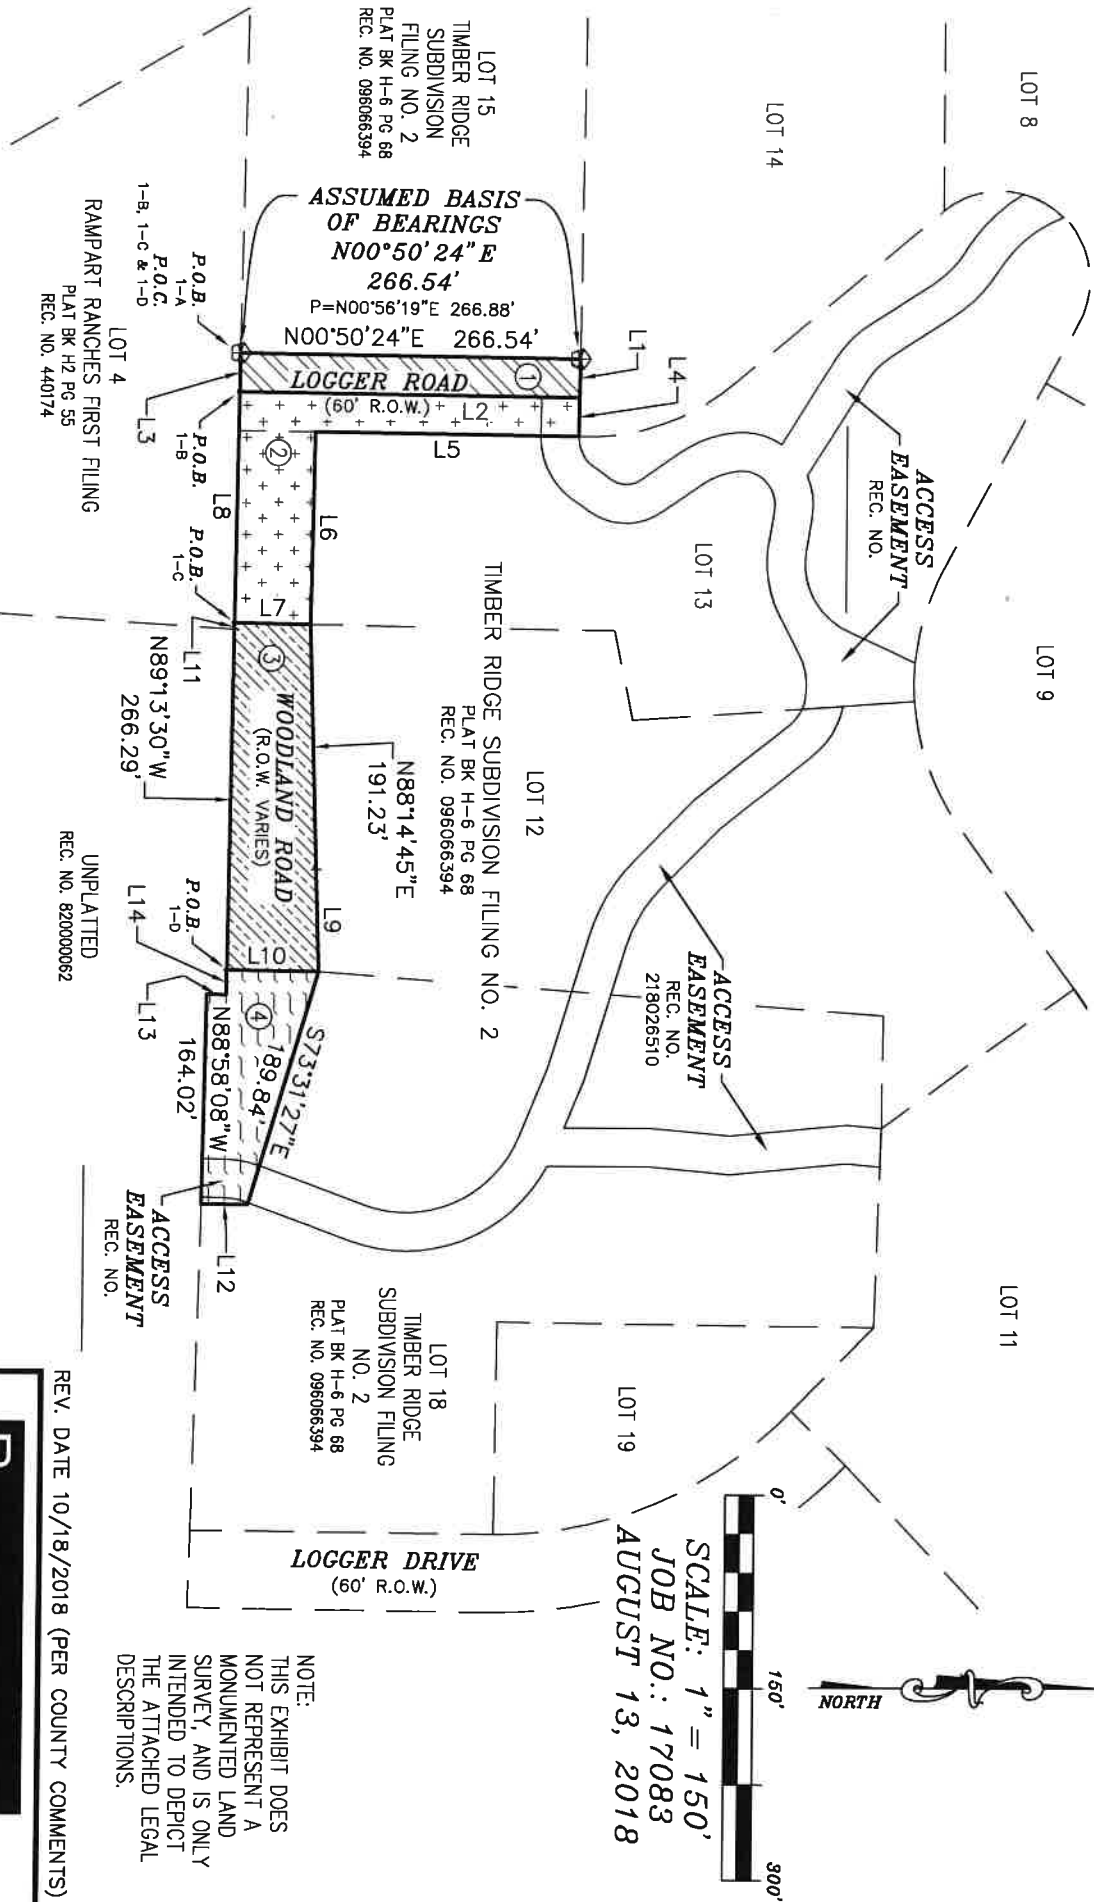 LOT 8
LOT 14
LOT 15
TIMBER RIDGE
SUBDIVISION
FILING NO. 2
PLAT BK H-6 PG 68
REC. NO. 096066394
ASSUMED BASIS
OF BEARINGS
N00°50'24"E
266.54'
P=N00°56'19"E 266.88'
N00°50'24"E 266.54'
L1
L4
LOGGER ROAD
1
(60' R.O.W.)
L2
L5
L3
P.O.B.
1-A
P.O.C.
1-B, 1-C & 1-D
LOT 4
RAMPART RANCHES FIRST FILING
PLAT BK H2 PG 55
REC. NO. 440174
P.O.B.
1-B
2
L6
L7
L8
P.O.B.
1-C
L11
ACCESS
EASEMENT
REC. NO.
LOT 9
LOT 13
LOT 12
TIMBER RIDGE SUBDIVISION FILING NO. 2
PLAT BK H-6 PG 68
REC. NO. 096066394
N88°14'45"E
191.23'
3
WOODLAND ROAD
(R.O.W. VARIES)
L9
L10
N89°13'30"W
266.29'
UNPLATTED
REC. NO. 820000062
P.O.B.
1-D
L14
L13
ACCESS
EASEMENT
REC. NO.
218026510
4
S73°31'27"E
189.84'
N88°58'08"W
164.02'
L12
ACCESS
EASEMENT
REC. NO.
LOT 11
LOT 18
TIMBER RIDGE
SUBDIVISION FILING
NO. 2
PLAT BK H-6 PG 68
REC. NO. 096066394
LOT 19
LOGGER DRIVE
(60' R.O.W.)
0' 150' 300'
SCALE: 1" = 150'
JOB NO.: 17083
AUGUST 13, 2018
NORTH
NOTE:
THIS EXHIBIT DOES
NOT REPRESENT A
MONUMENTED LAND
SURVEY, AND IS ONLY
INTENDED TO DEPICT
THE ATTACHED LEGAL
DESCRIPTIONS.
REV. DATE 10/18/2018 (PER COUNTY COMMENTS)